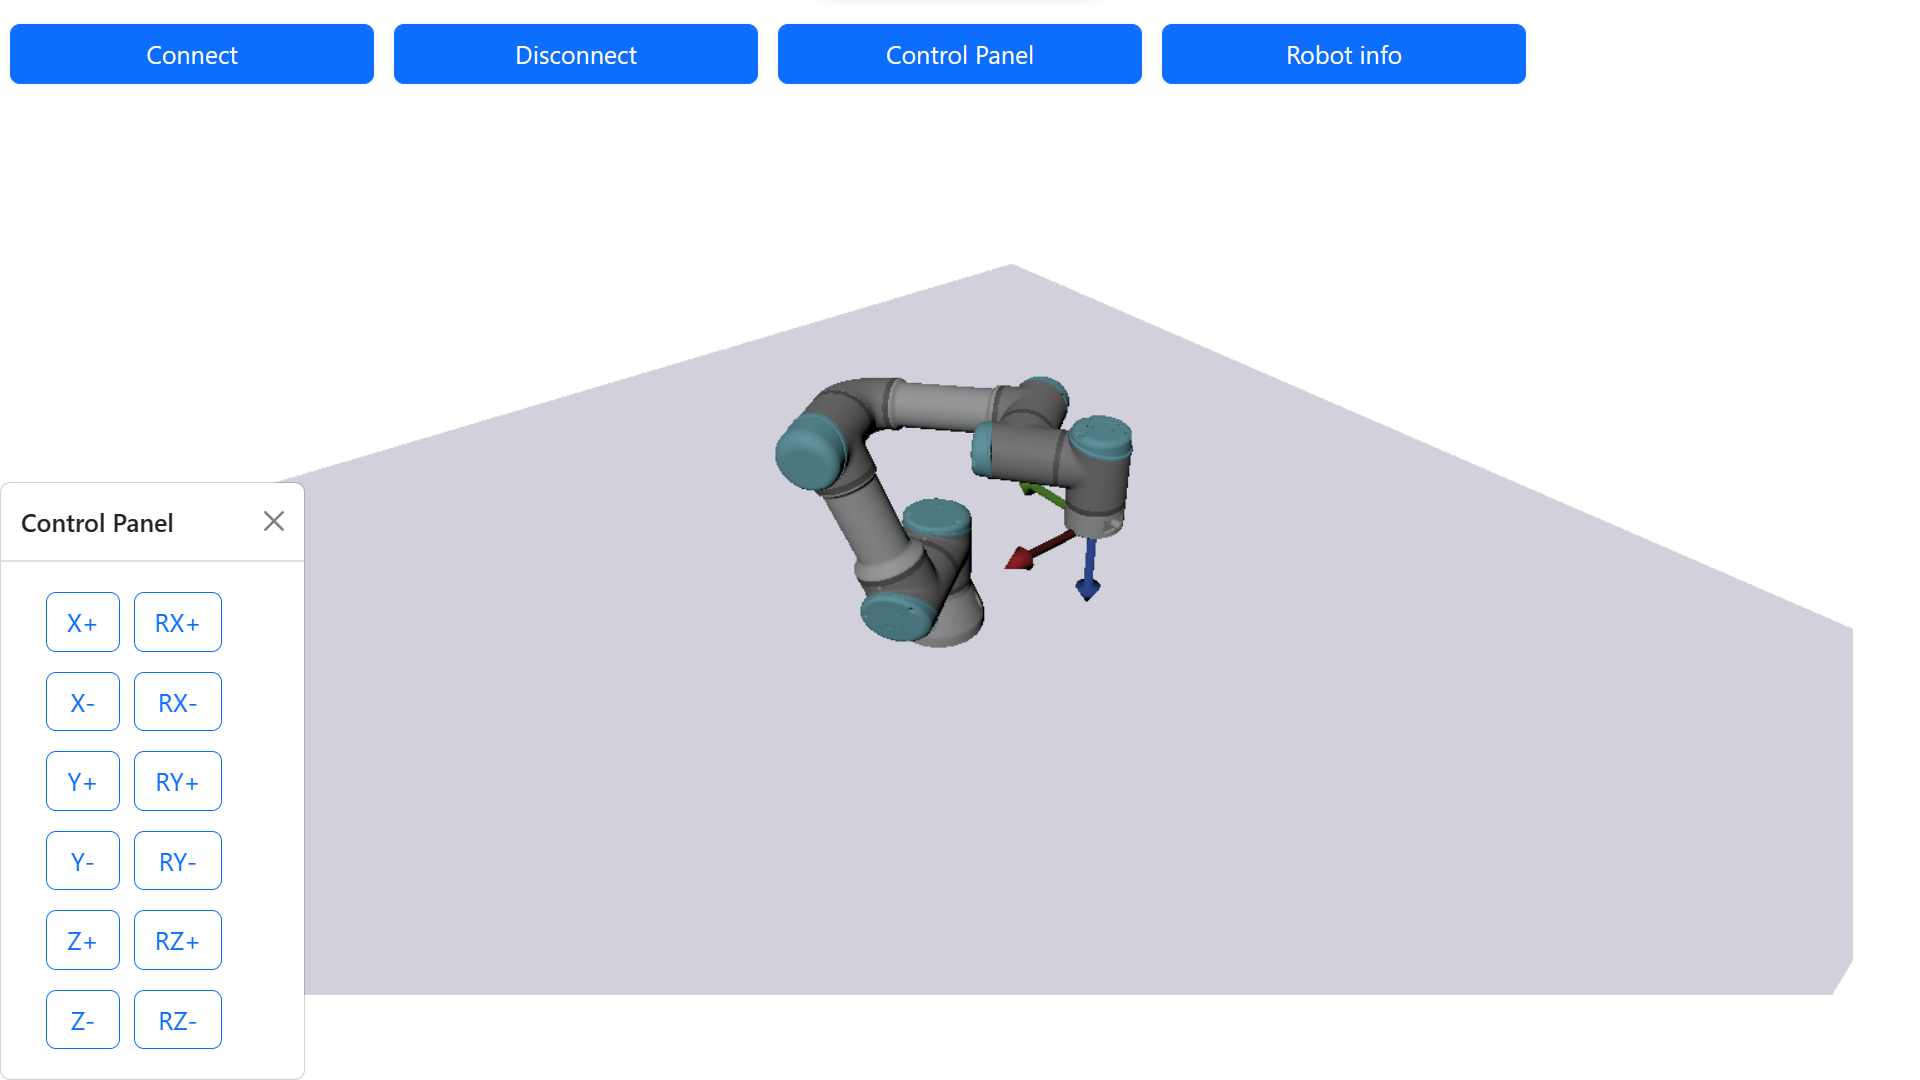 Connect Disconnect Control Panel Robot info
Control Panel
X+ RX+
X- RX-
Y+ RY+
Y- RY-
Z+ RZ+
Z- RZ-